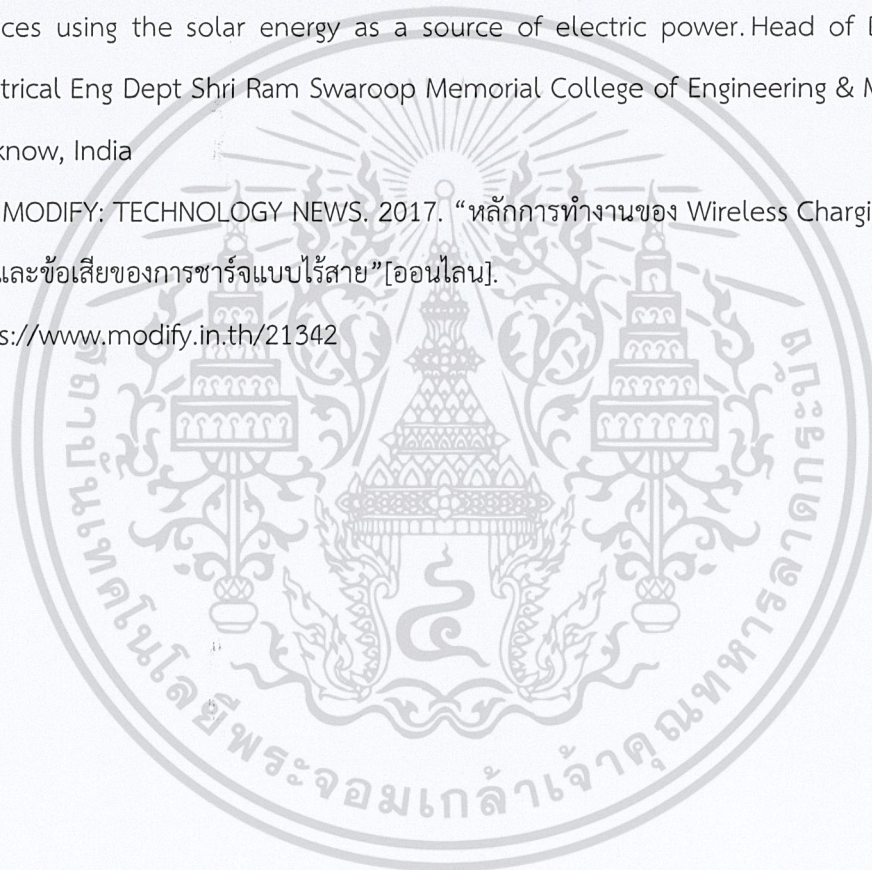 ces using the solar energy as a source of electric power. Head of
trical Eng Dept Shri Ram Swaroop Memorial College of Engineering &
know, India
MODIFY: TECHNOLOGY NEWS. 2017. “หลักการทำงานของ Wireless Chargi
และข้อเสียของการชาร์จแบบไร้สาย”[ออนไลน์].
s://www.modify.in.th/21342
สถาบันเทคโนโลยีพระจอมเกล้าเจ้าคุณทหารลาดกระบัง